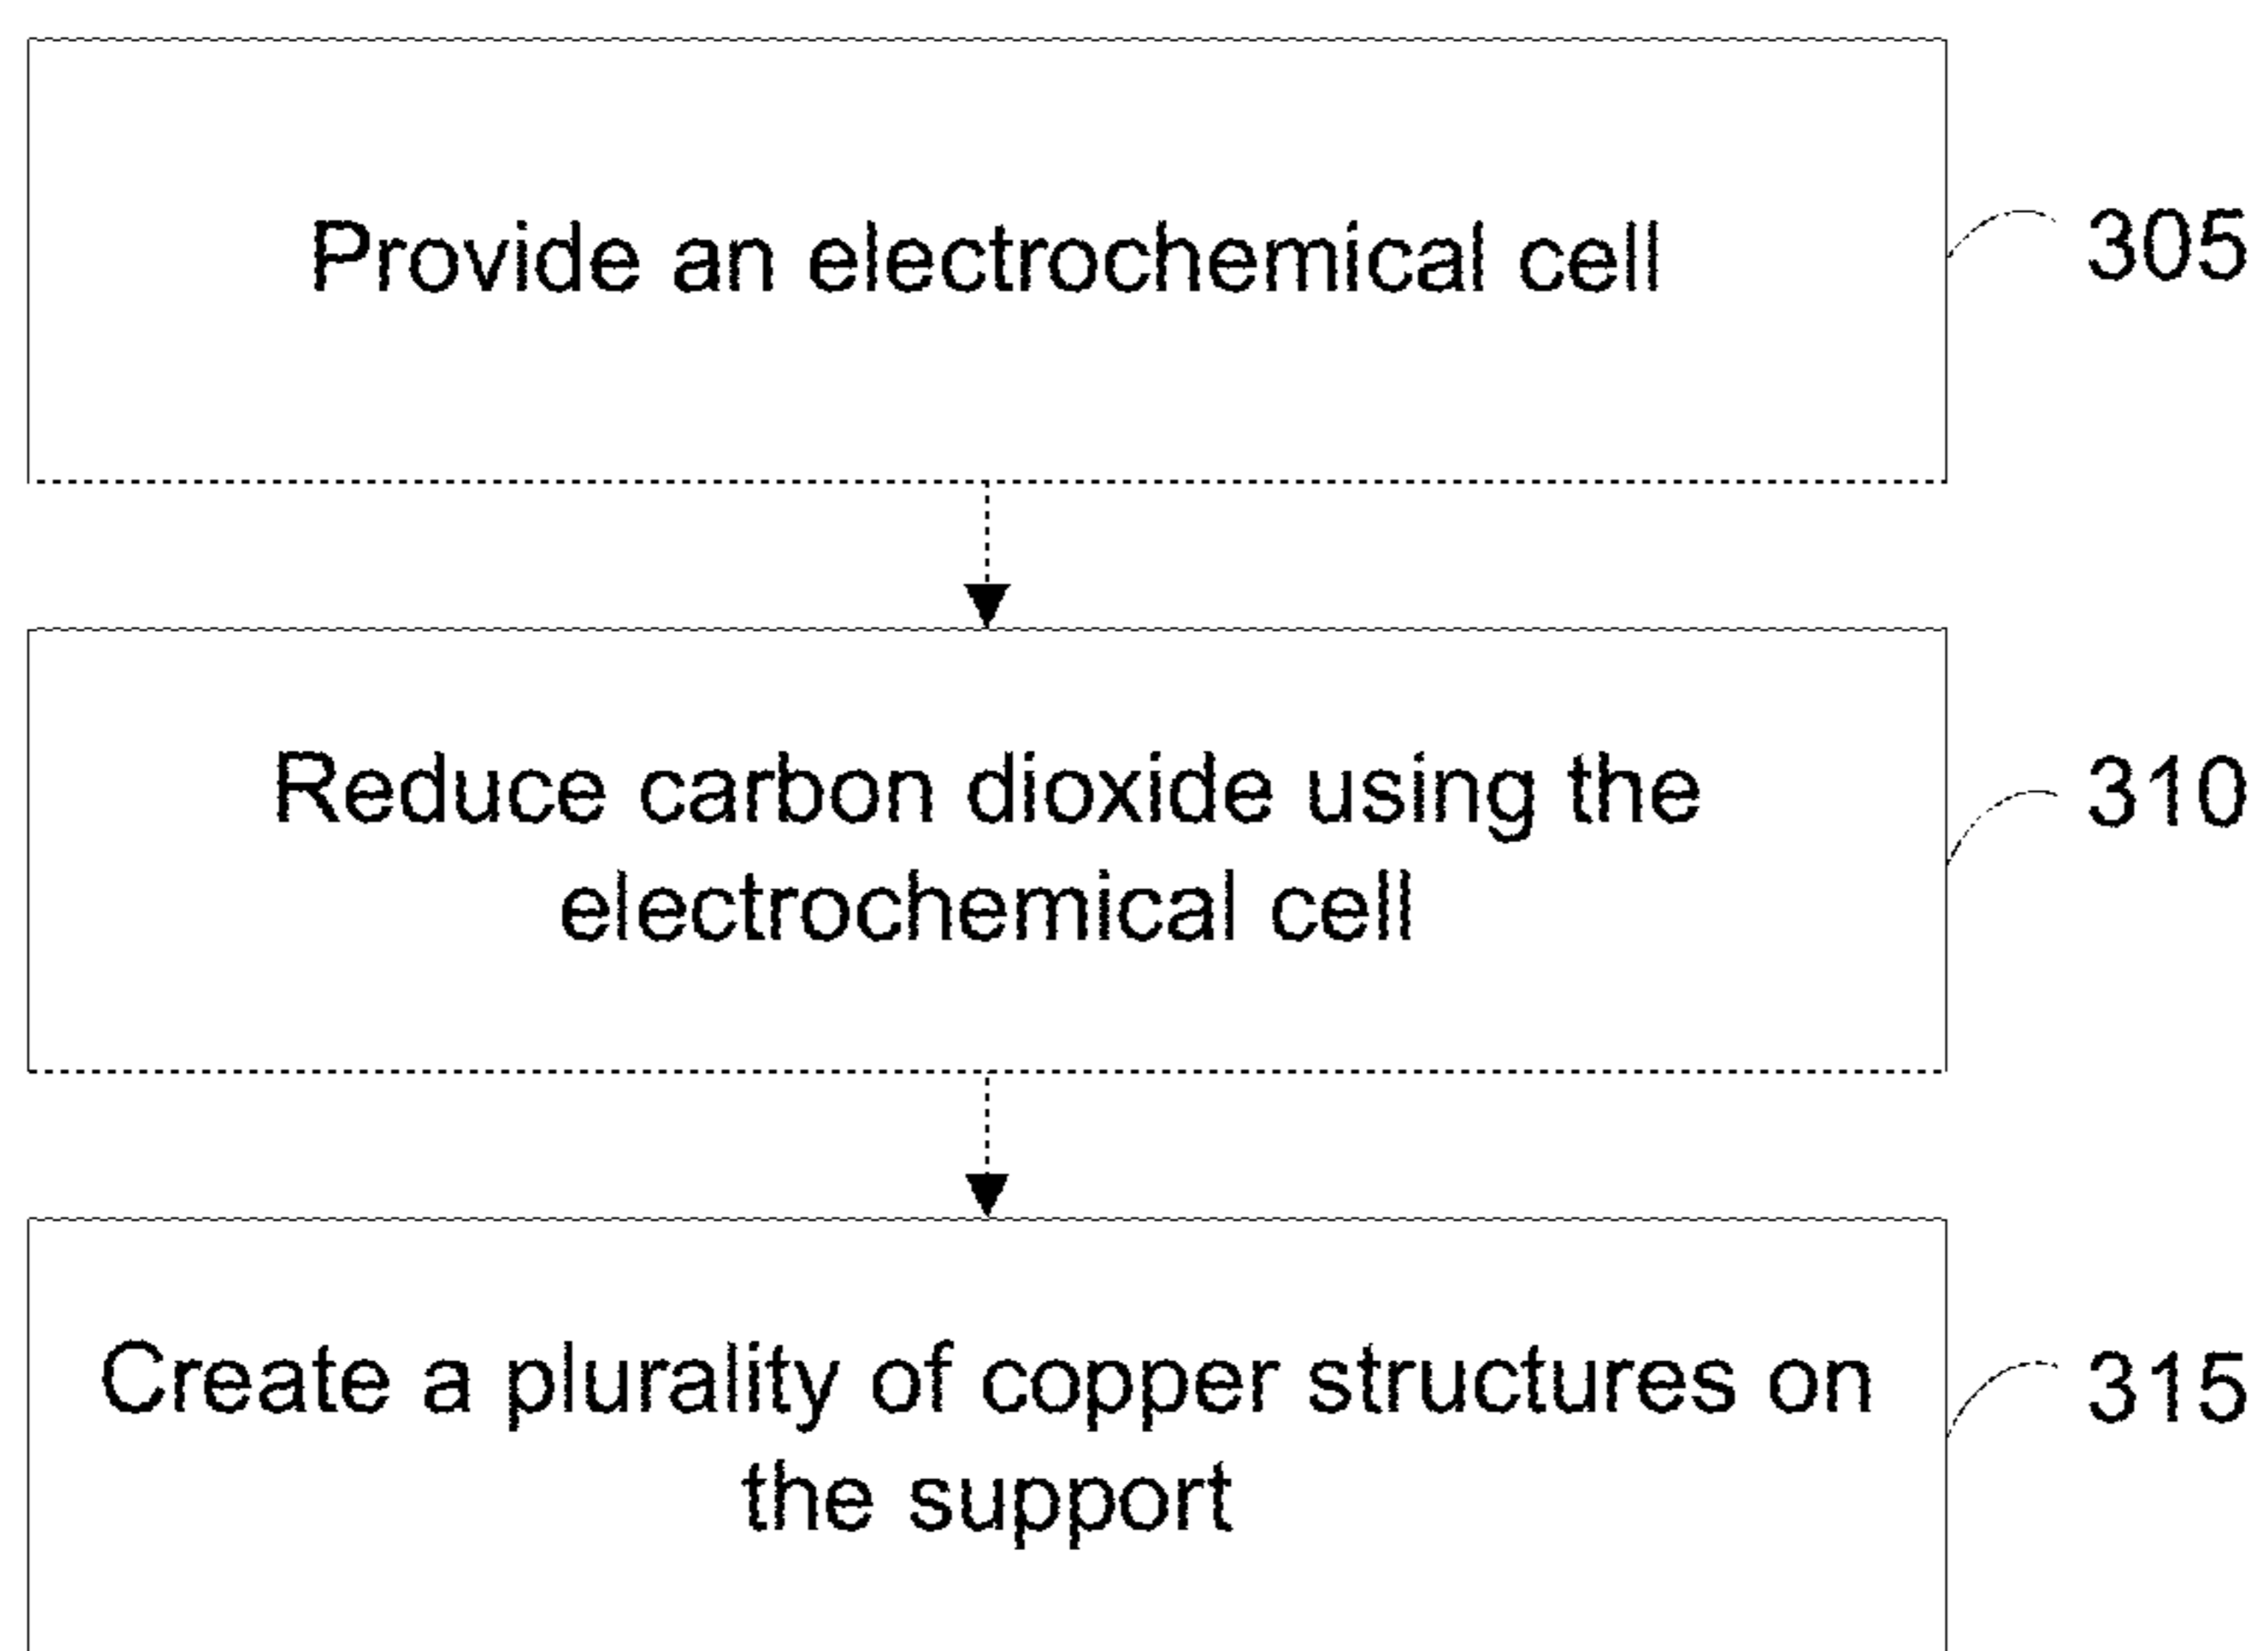 Provide an electrochemical cell
305
Reduce carbon dioxide using the
electrochemical cell
310
Create a plurality of copper structures on
the support
315